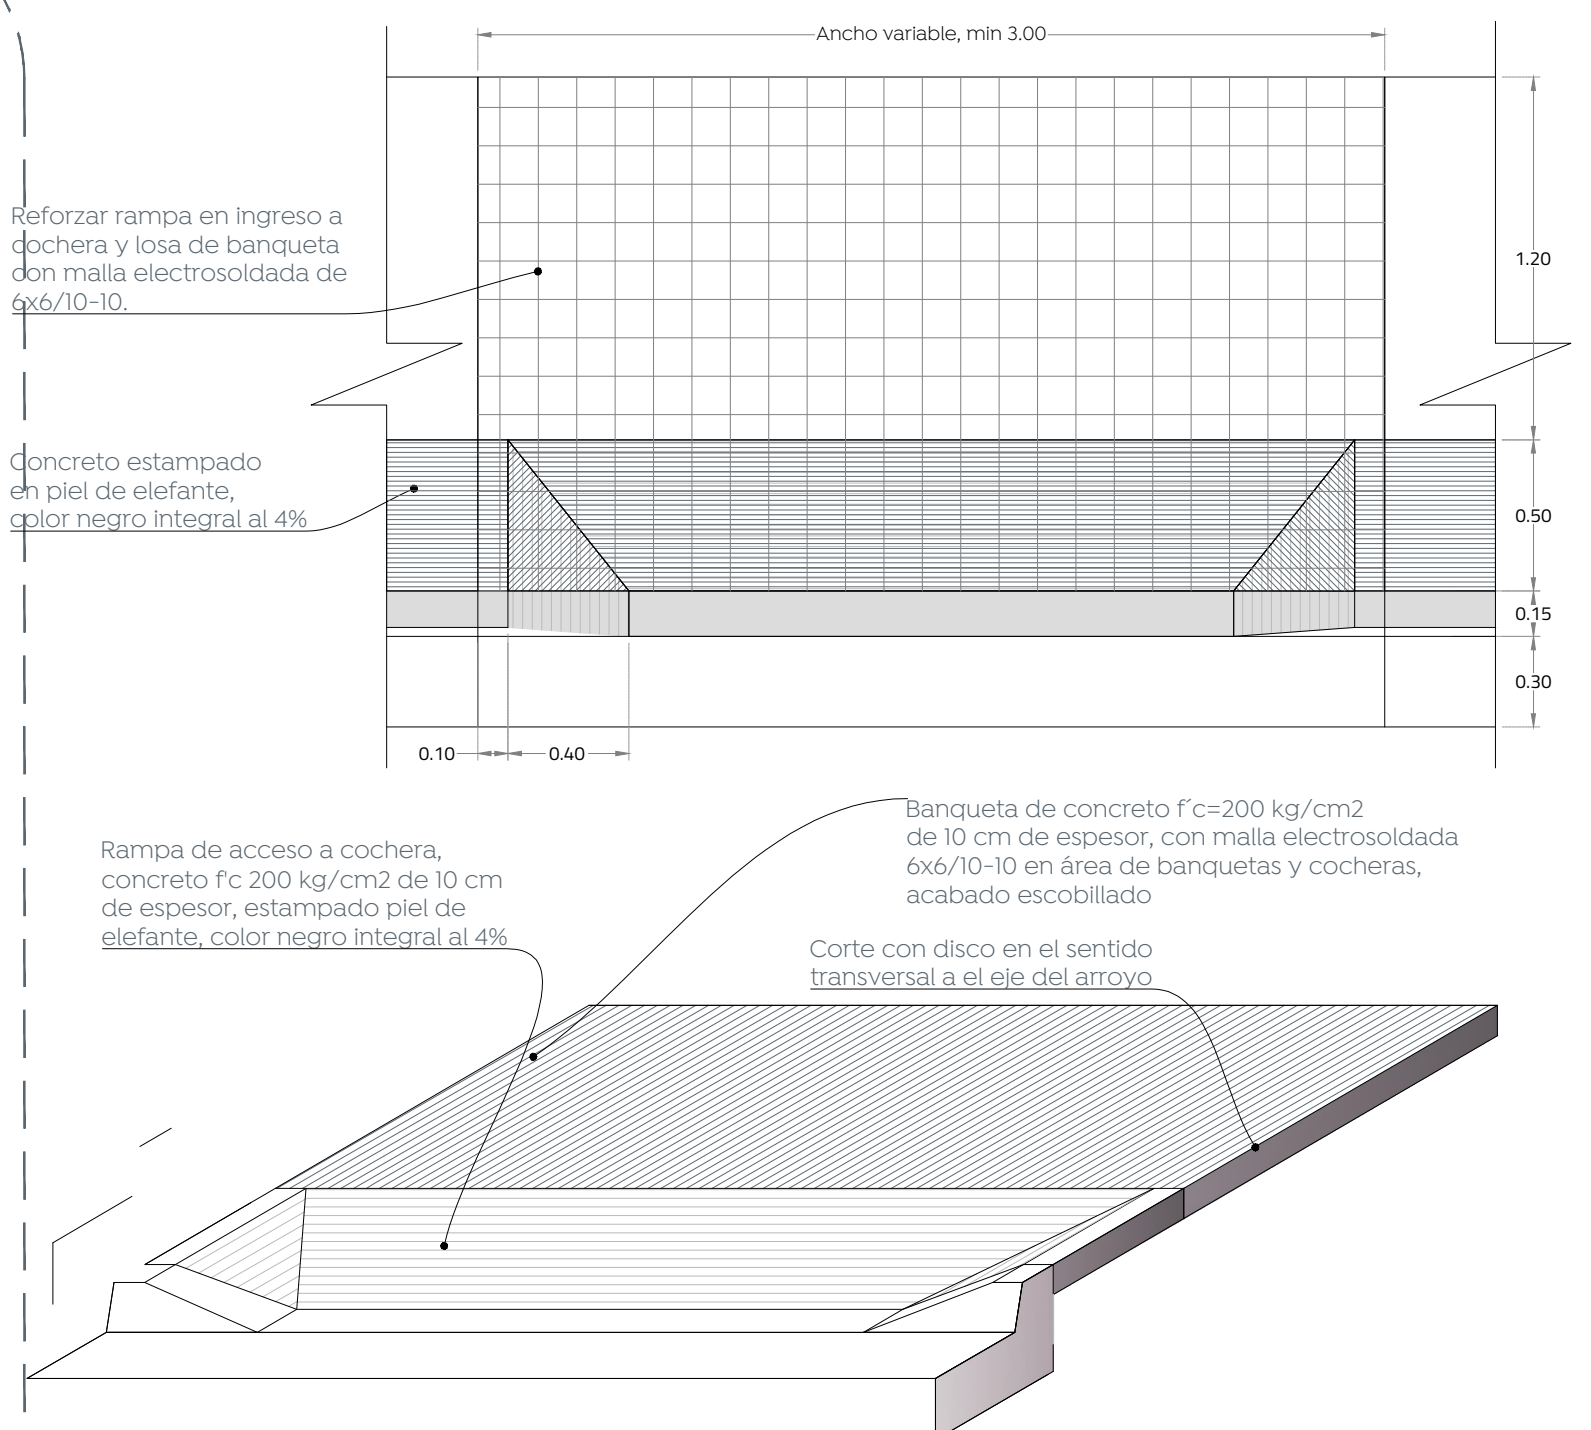 Ancho variable, min 3.00
Reforzar rampa en ingreso a
cochera y losa de banqueta
con malla electrosoldada de
6x6/10-10.
1.20
Concreto estampado
en piel de elefante,
color negro integral al 4%
0.50
0.15
0.30
0.10
0.40
Banqueta de concreto f´c=200 kg/cm2
de 10 cm de espesor, con malla electrosoldada
6x6/10-10 en área de banquetas y cocheras,
acabado escobillado
Rampa de acceso a cochera,
concreto f'c 200 kg/cm2 de 10 cm
de espesor, estampado piel de
elefante, color negro integral al 4%
Corte con disco en el sentido
transversal a el eje del arroyo